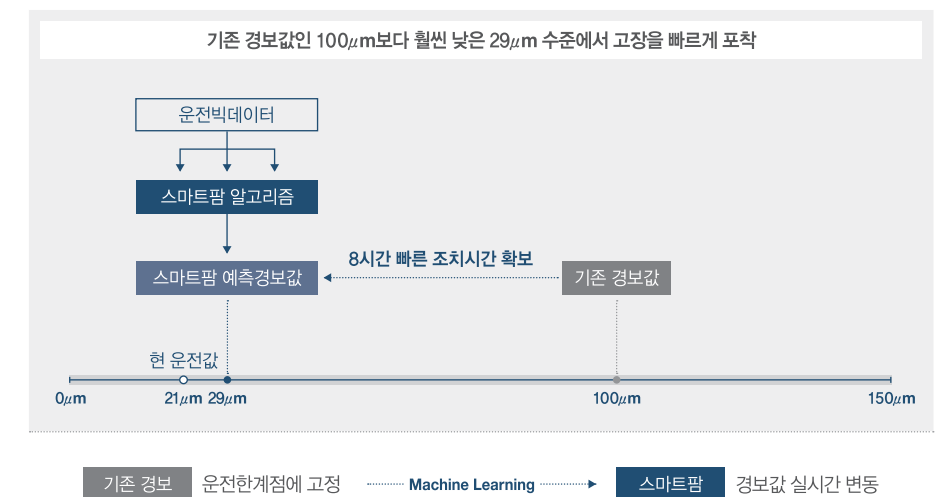 기존 경보값인 100μm보다 훨씬 낮은 29μm 수준에서 고장을 빠르게 포착
운전빅데이터
스마트팜 알고리즘
8시간 빠른 조치시간 확보
스마트팜 예측경보값
기존 경보값
현 운전값
0μm 21μm 29μm 100μm 150μm
기존 경보 운전한계점에 고정 Machine Learning 스마트팜 경보값 실시간 변동